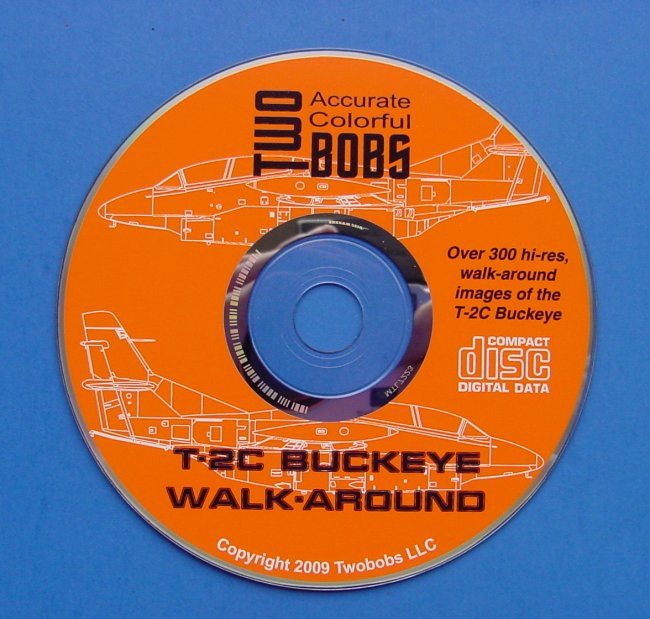 Accurate
Colorful
TWO BOBS
Over 300 hi-res,
walk-around
images of the
T-2C Buckeye
COMPACT
disc
DIGITAL DATA
T-2C BUCKEYE
WALK-AROUND
Copyright 2009 Twobobs LLC